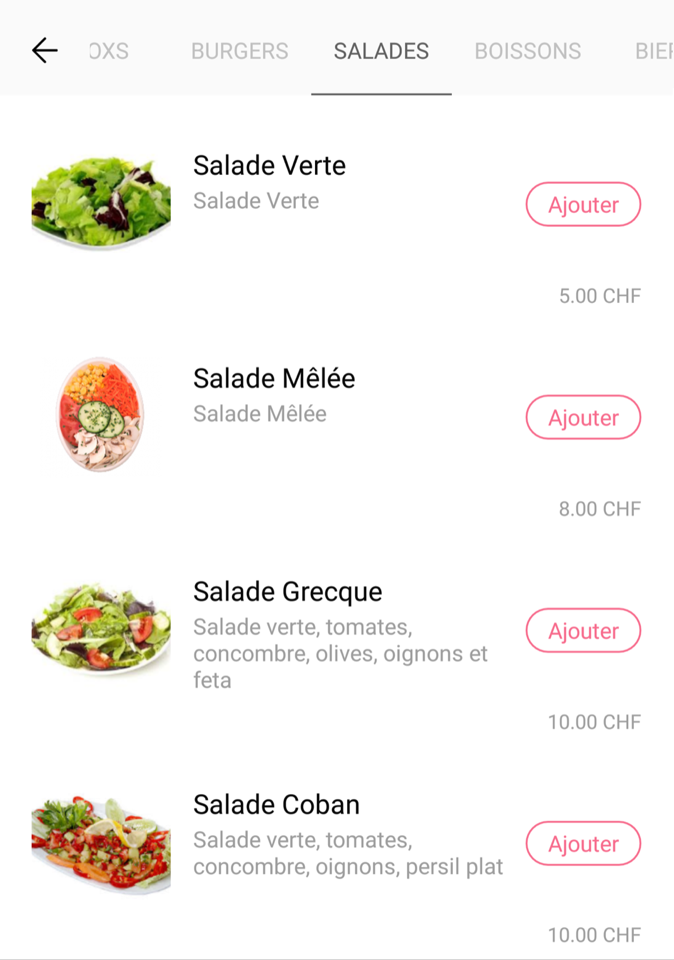 OXS BURGERS SALADES BOISSONS BIER
Salade Verte
Salade Verte
Ajouter
5.00 CHF
Salade Mêlée
Salade Mêlée
Ajouter
8.00 CHF
Salade Grecque
Salade verte, tomates,
concombre, olives, oignons et
feta
Ajouter
10.00 CHF
Salade Coban
Salade verte, tomates,
concombre, oignons, persil plat
Ajouter
10.00 CHF